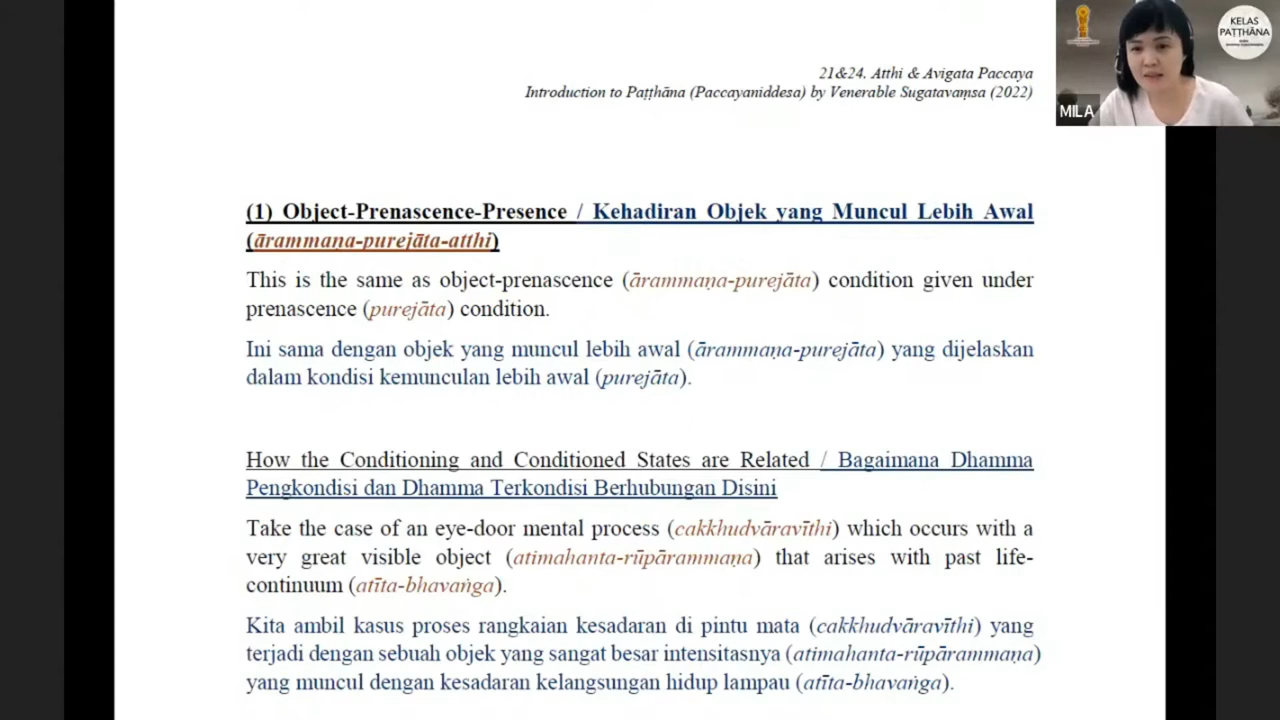 21&24. Atthi & Avigata Paccaya
Introduction to Paṭṭhāna (Paccayaniddesa) by Venerable Sugatavaṃsa (2022)
KELAS
PAṬṬHĀNA
MILA
(1) Object-Prenascence-Presence / Kehadiran Objek yang Muncul Lebih Awal
(ārammaṇa-purejāta-atthi)
This is the same as object-prenascence (ārammaṇa-purejāta) condition given under
prenascence (purejāta) condition.
Ini sama dengan objek yang muncul lebih awal (ārammaṇa-purejāta) yang dijelaskan
dalam kondisi kemunculan lebih awal (purejāta).
How the Conditioning and Conditioned States are Related / Bagaimana Dhamma
Pengkondisi dan Dhamma Terkondisi Berhubungan Disini
Take the case of an eye-door mental process (cakkhudvāravīthi) which occurs with a
very great visible object (atimahanta-rūpārammaṇa) that arises with past life-
continuum (atīta-bhavaṅga).
Kita ambil kasus proses rangkaian kesadaran di pintu mata (cakkhudvāravīthi) yang
terjadi dengan sebuah objek yang sangat besar intensitasnya (atimahanta-rūpārammaṇa)
yang muncul dengan kesadaran kelangsungan hidup lampau (atīta-bhavaṅga).